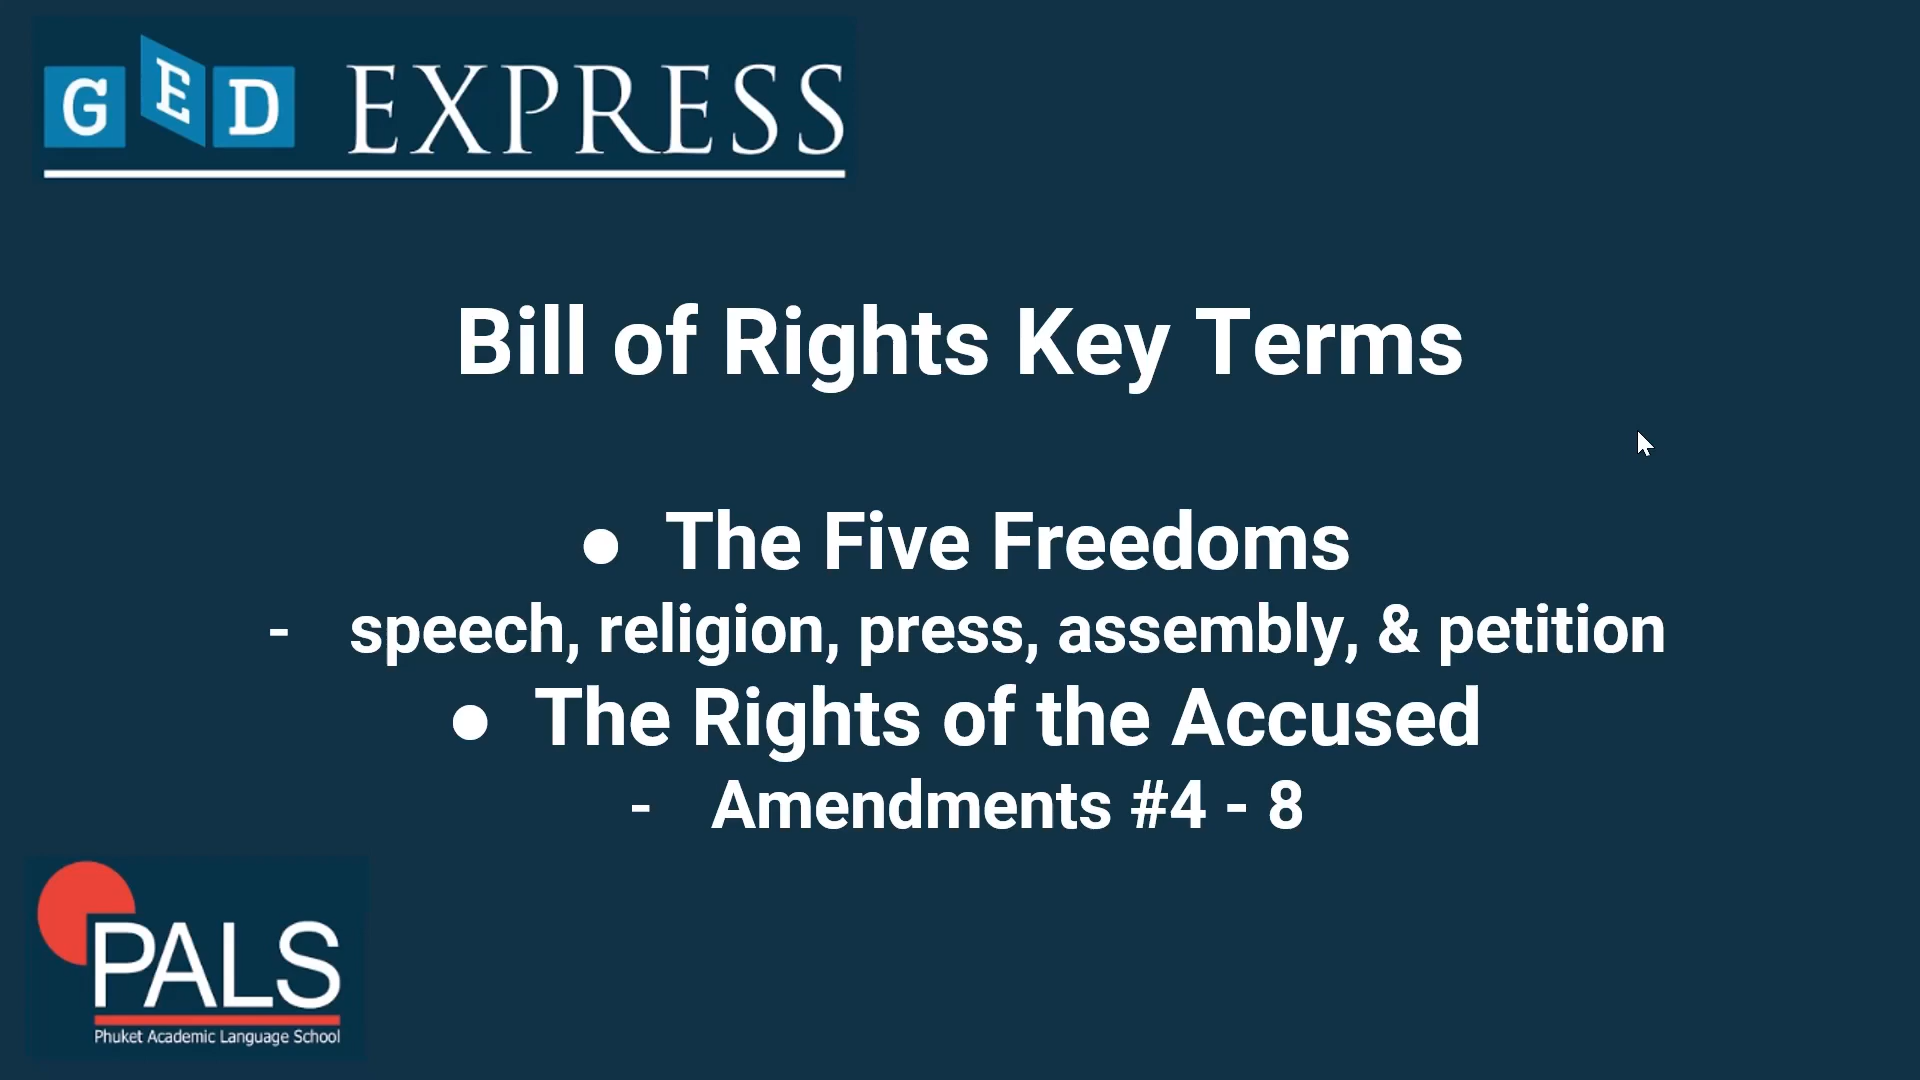 GED EXPRESS
Bill of Rights Key Terms
● The Five Freedoms
- speech, religion, press, assembly, & petition
● The Rights of the Accused
- Amendments #4 - 8
PALS
Phuket Academic Language School